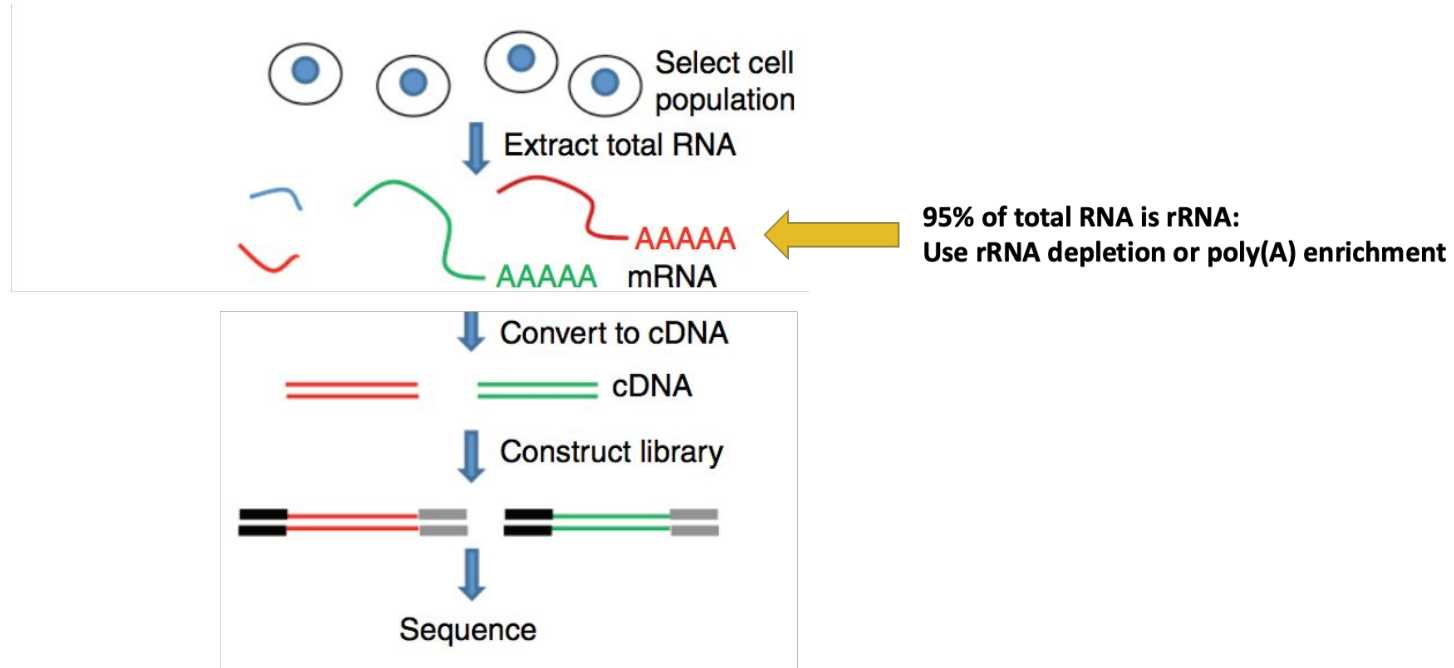 Select cell
population
Extract total RNA
AAAAA
95% of total RNA is rRNA:
Use rRNA depletion or poly(A) enrichment
AAAAA mRNA
Convert to cDNA
cDNA
Construct library
Sequence